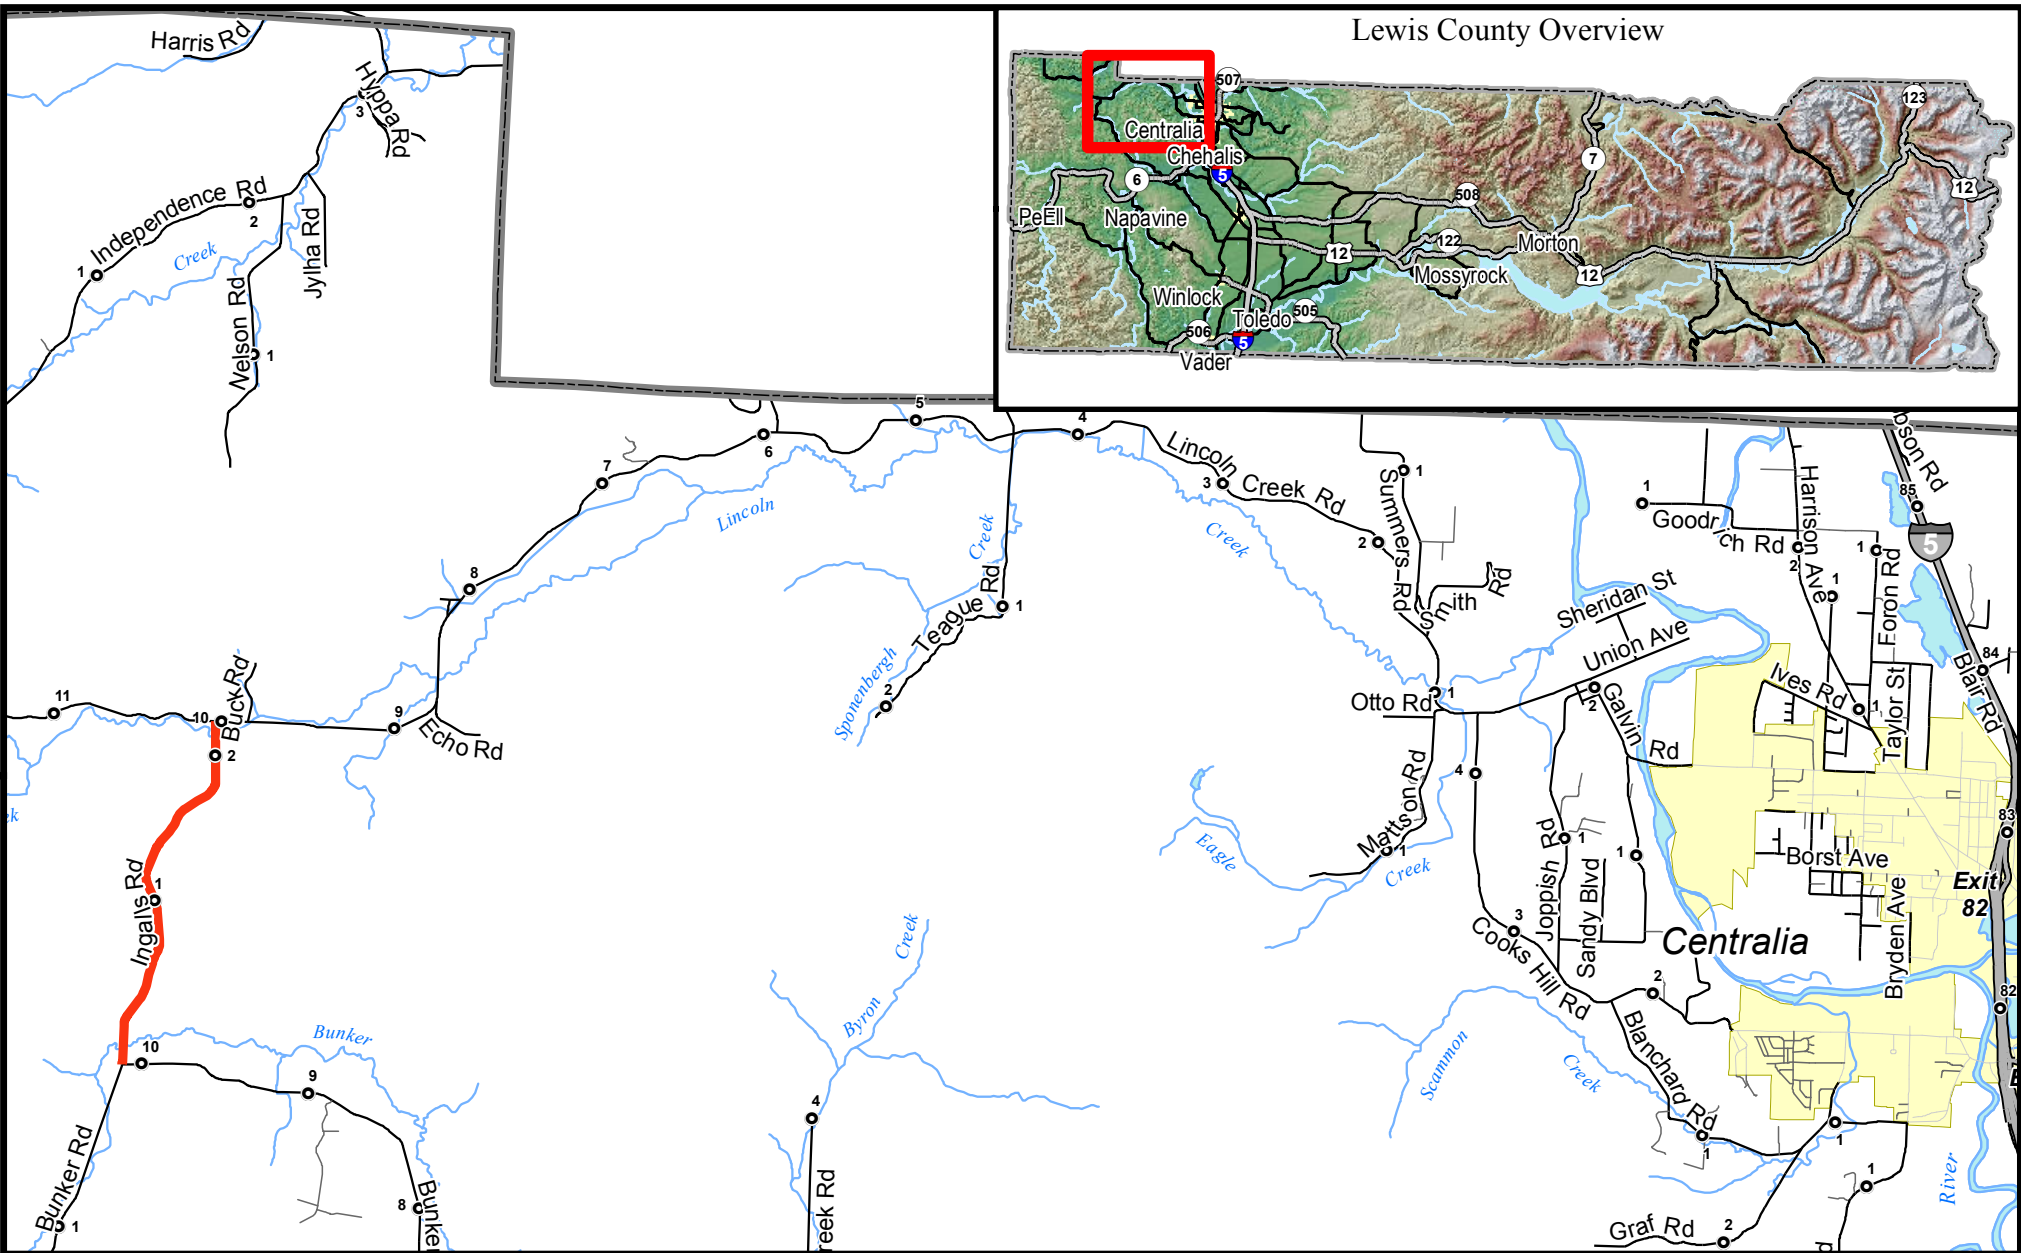 Lewis County Overview
507
123
Centralia
Chehalis
5
7
6
508
12
PeEll
Napavine
122
Morton
12
Mossyrock
12
Winlock
505
Toledo
506
5
Vader
Harris Rd
Hyppa Rd
3
Independence Rd
2
Jylha Rd
1
Creek
Nelson Rd
1
5
4
6
7
Lincoln Creek Rd
3
2
Lincoln
Creek
Creek
8
Summers Rd
1
Smith Rd
1
Goodrich Rd
Harrison Ave
2
1
1
Foron Rd
85
5
84
Blair Rd
Teague Rd
1
2
Sponenbergh
Sheridan St
Union Ave
Otto Rd
1
2
Galvin Rd
Ives Rd
1
Taylor St
11
10
Buck Rd
9
Echo Rd
2
Ingalls Rd
1
4
Mattson Rd
1
Eagle
Creek
Joppish Rd
1
1
Sandy Blvd
Borst Ave
83
Exit
82
Bryden Ave
Centralia
3
Cooks Hill Rd
2
82
Byron
Creek
Bunker
10
9
4
Scammon
Creek
Blanchard Rd
1
1
1
Bunker Rd
1
8
Bunker
reek Rd
Graf Rd
2
River